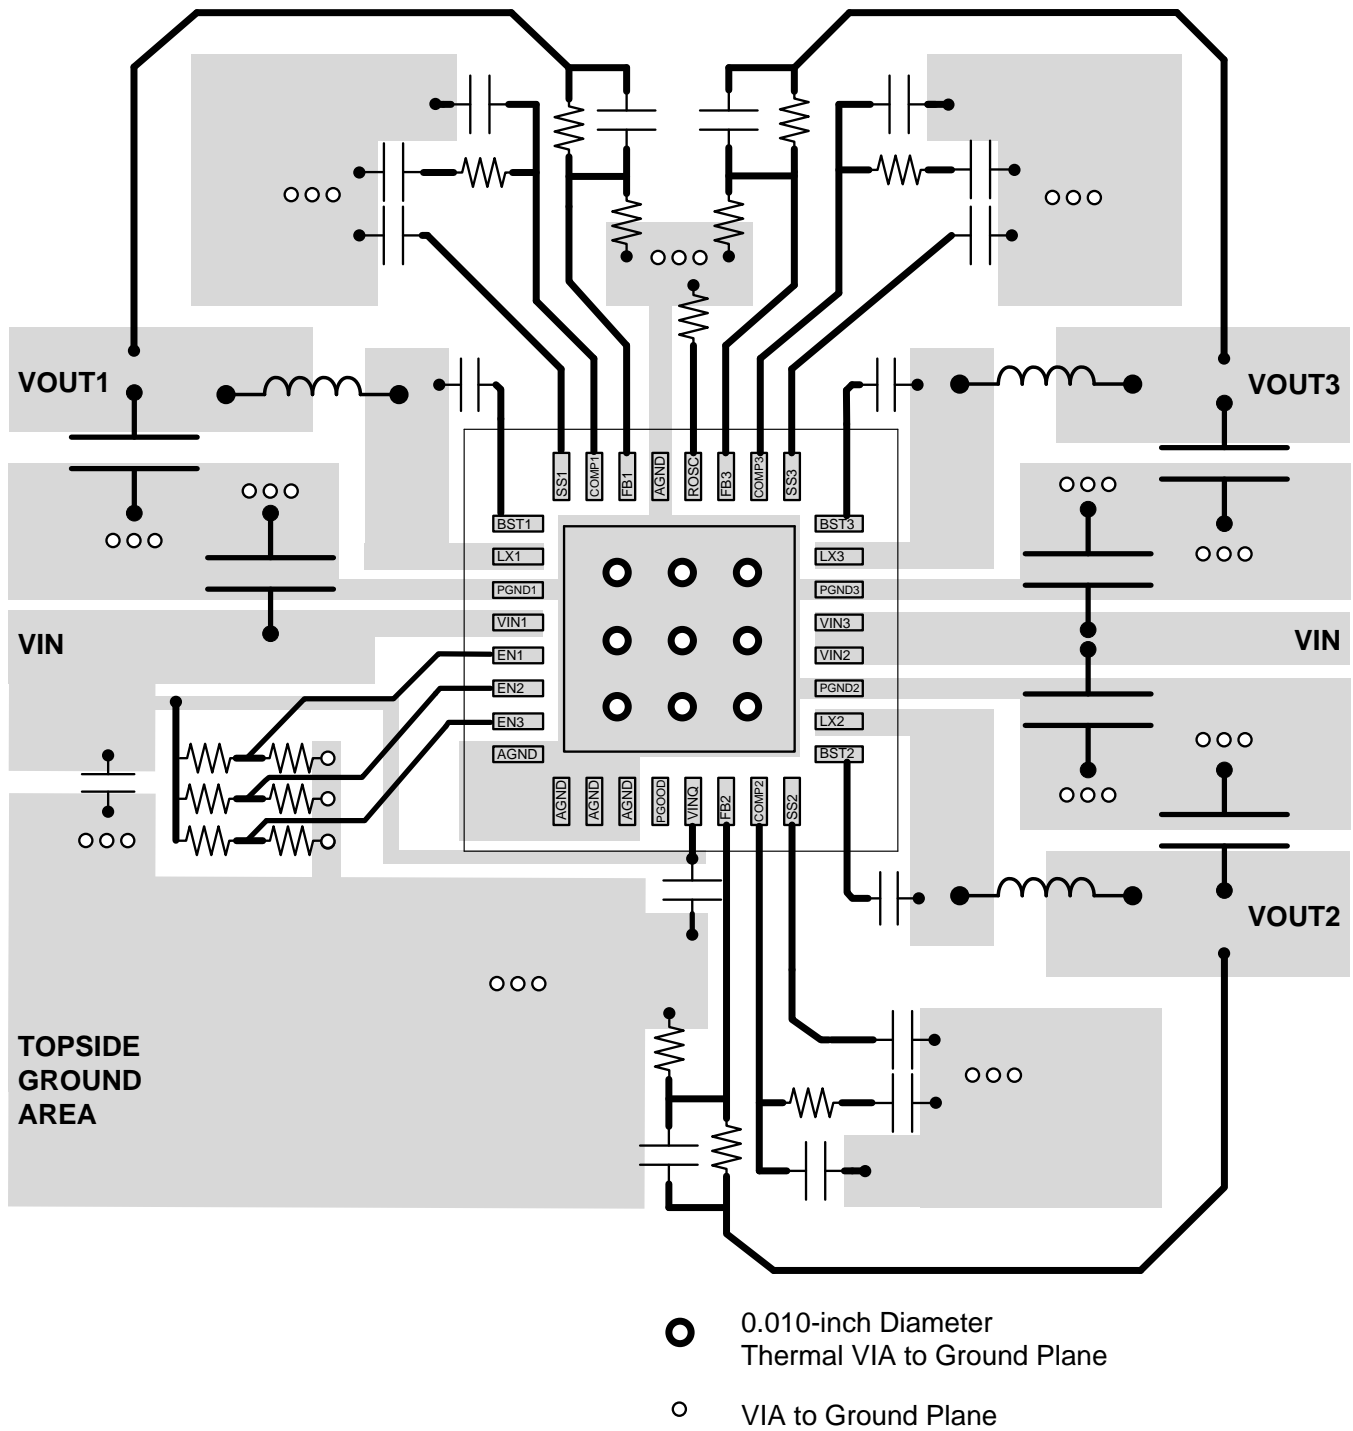 VOUT1
VOUT3
SS1
COMP1
FB1
AGND
ROSC
FB3
COMP3
SS3
BST1
BST3
LX1
LX3
PGND1
PGND3
VIN1
VIN3
VIN
VIN
EN1
VIN2
EN2
PGND2
EN3
LX2
AGND
BST2
AGND
AGND
AGND
PGOOD
VINQ
FB2
COMP2
SS2
VOUT2
TOPSIDE
GROUND
AREA
0.010-inch Diameter
Thermal VIA to Ground Plane
VIA to Ground Plane